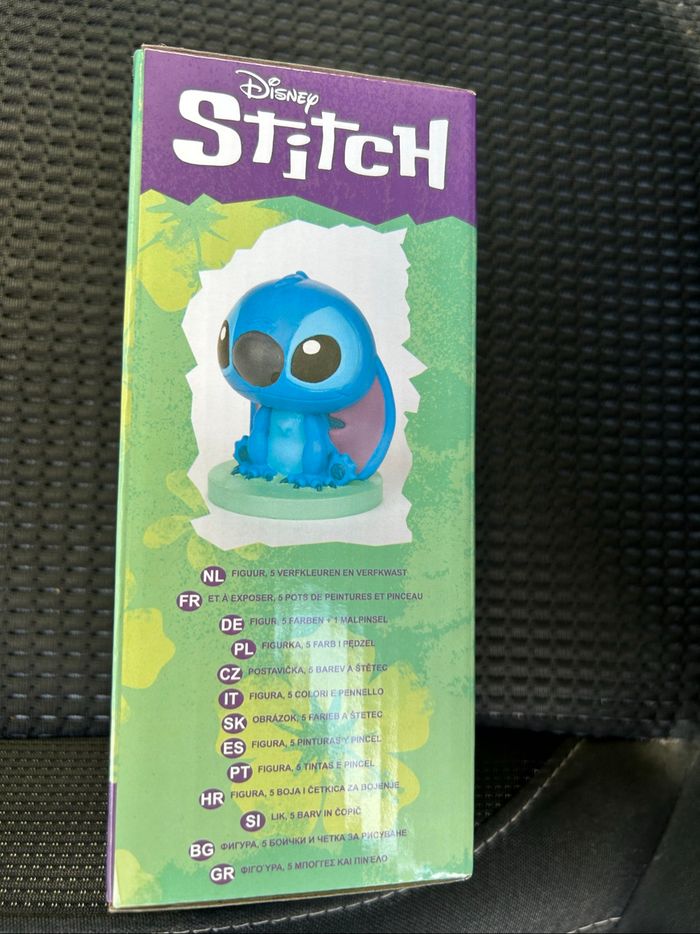 Disney
Stitch
NL FIGUUR, 5 VERFKLEUREN EN VERFKWAST
FR ET À EXPOSER, 5 POTS DE PEINTURES ET PINCEAU
DE FIGUR, 5 FARBEN + 1 MALPINSEL
PL FIGURKA, 5 FARB I PĘDZEL
CZ POSTAVIČKA, 5 BAREV A ŠTĚTEC
IT FIGURA, 5 COLORI E PENNELLO
SK OBRÁZOK, 5 FARIEB A ŠTETEC
ES FIGURA, 5 PINTURAS Y PINCEL
PT FIGURA, 5 TINTAS E PINCEL
HR FIGURA, 5 BOJA I ČETKICA ZA BOJENJE
SI LIK, 5 BARV IN ČOPIČ
BG ФИГУРА, 5 БОИЧКИ И ЧЕТКА ЗА РИСУВАНЕ
GR ΦΙΓΟΎΡΑ, 5 ΜΠΟΓΤΈΣ ΚΑΙ ΠΙΝΈΛΟ